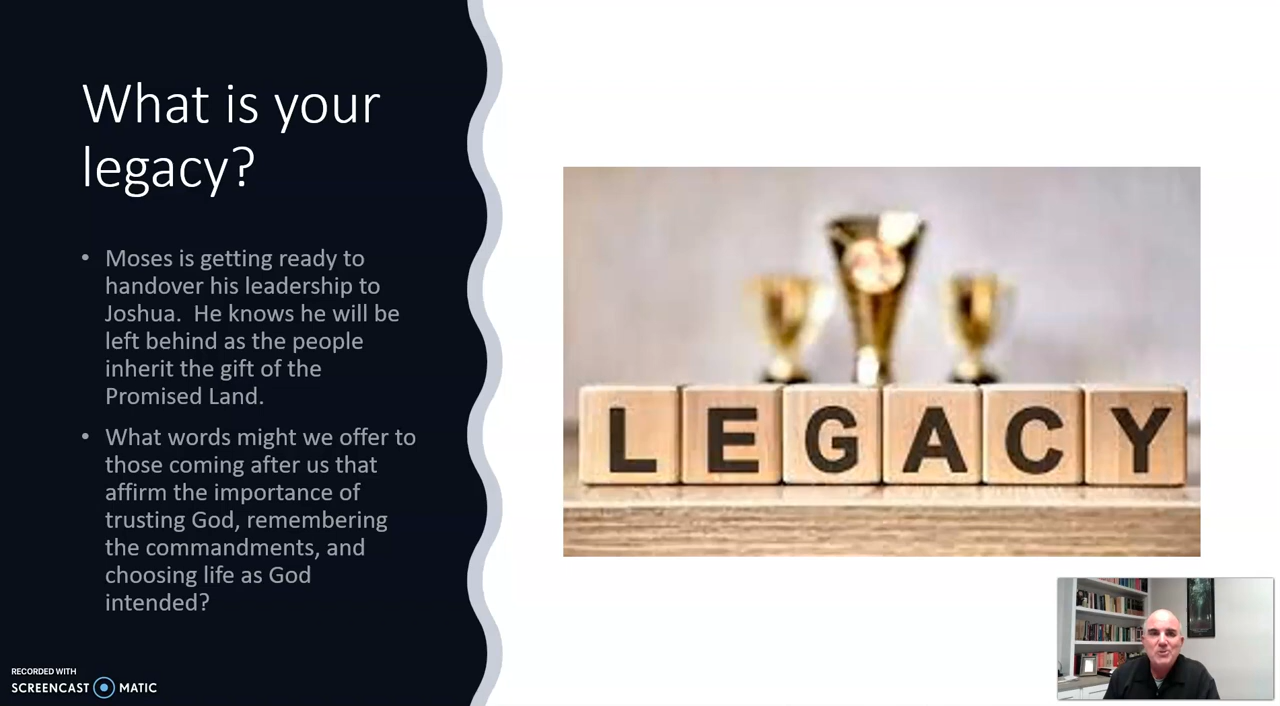 What is your
legacy?
• Moses is getting ready to
handover his leadership to
Joshua.  He knows he will be
left behind as the people
inherit the gift of the
Promised Land.
• What words might we offer to
those coming after us that
affirm the importance of
trusting God, remembering
the commandments, and
choosing life as God
intended?
LEGACY
RECORDED WITH
SCREENCAST MATIC